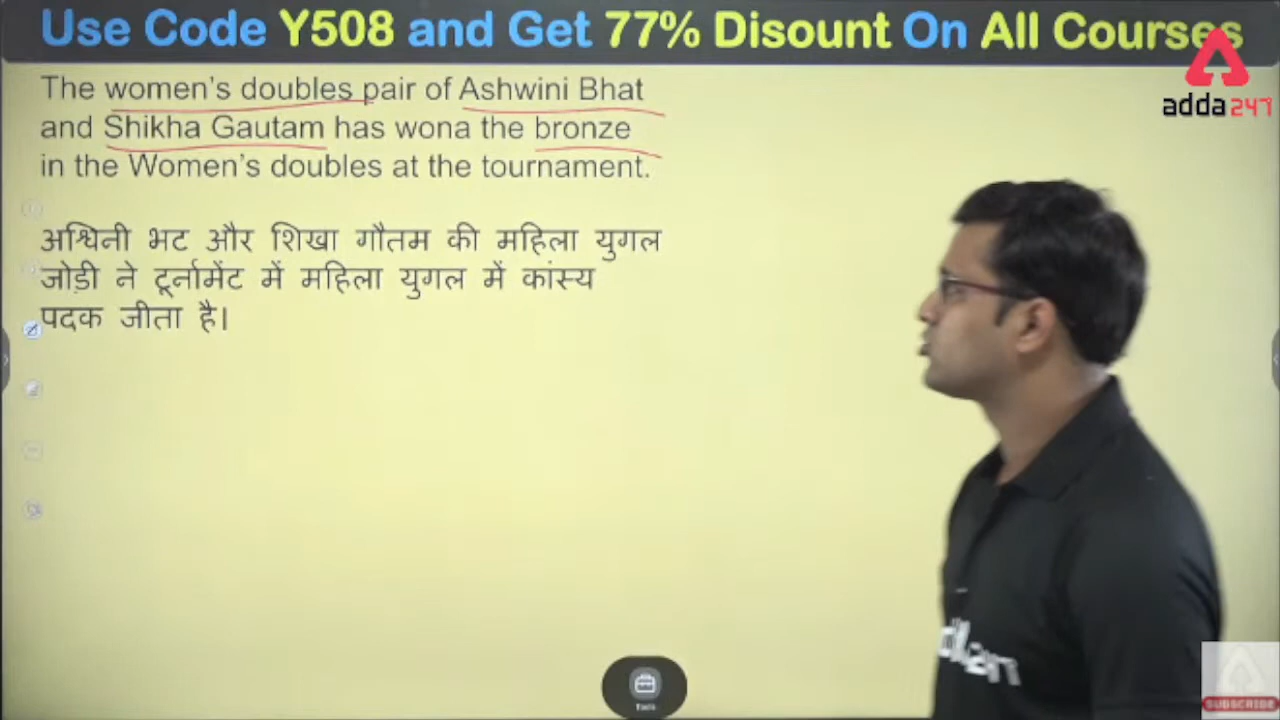 Use Code Y508 and Get 77% Disount On All Courses
adda247
The women's doubles pair of Ashwini Bhat
and Shikha Gautam has wona the bronze
in the Women's doubles at the tournament.
अश्विनी भट और शिखा गौतम की महिला युगल
जोड़ी ने टूर्नामेंट में महिला युगल में कांस्य
पदक जीता है।
Tools
SUBSCRIBE